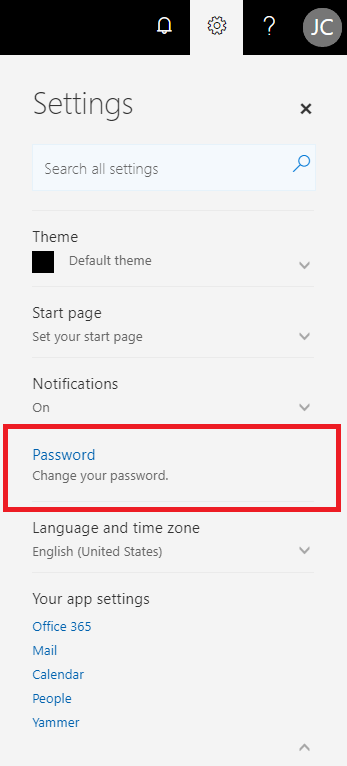 ?
JC
Settings
Search all settings
Theme
Default theme
Start page
Set your start page
Notifications
On
Password
Change your password.
Language and time zone
English (United States)
Your app settings
Office 365
Mail
Calendar
People
Yammer